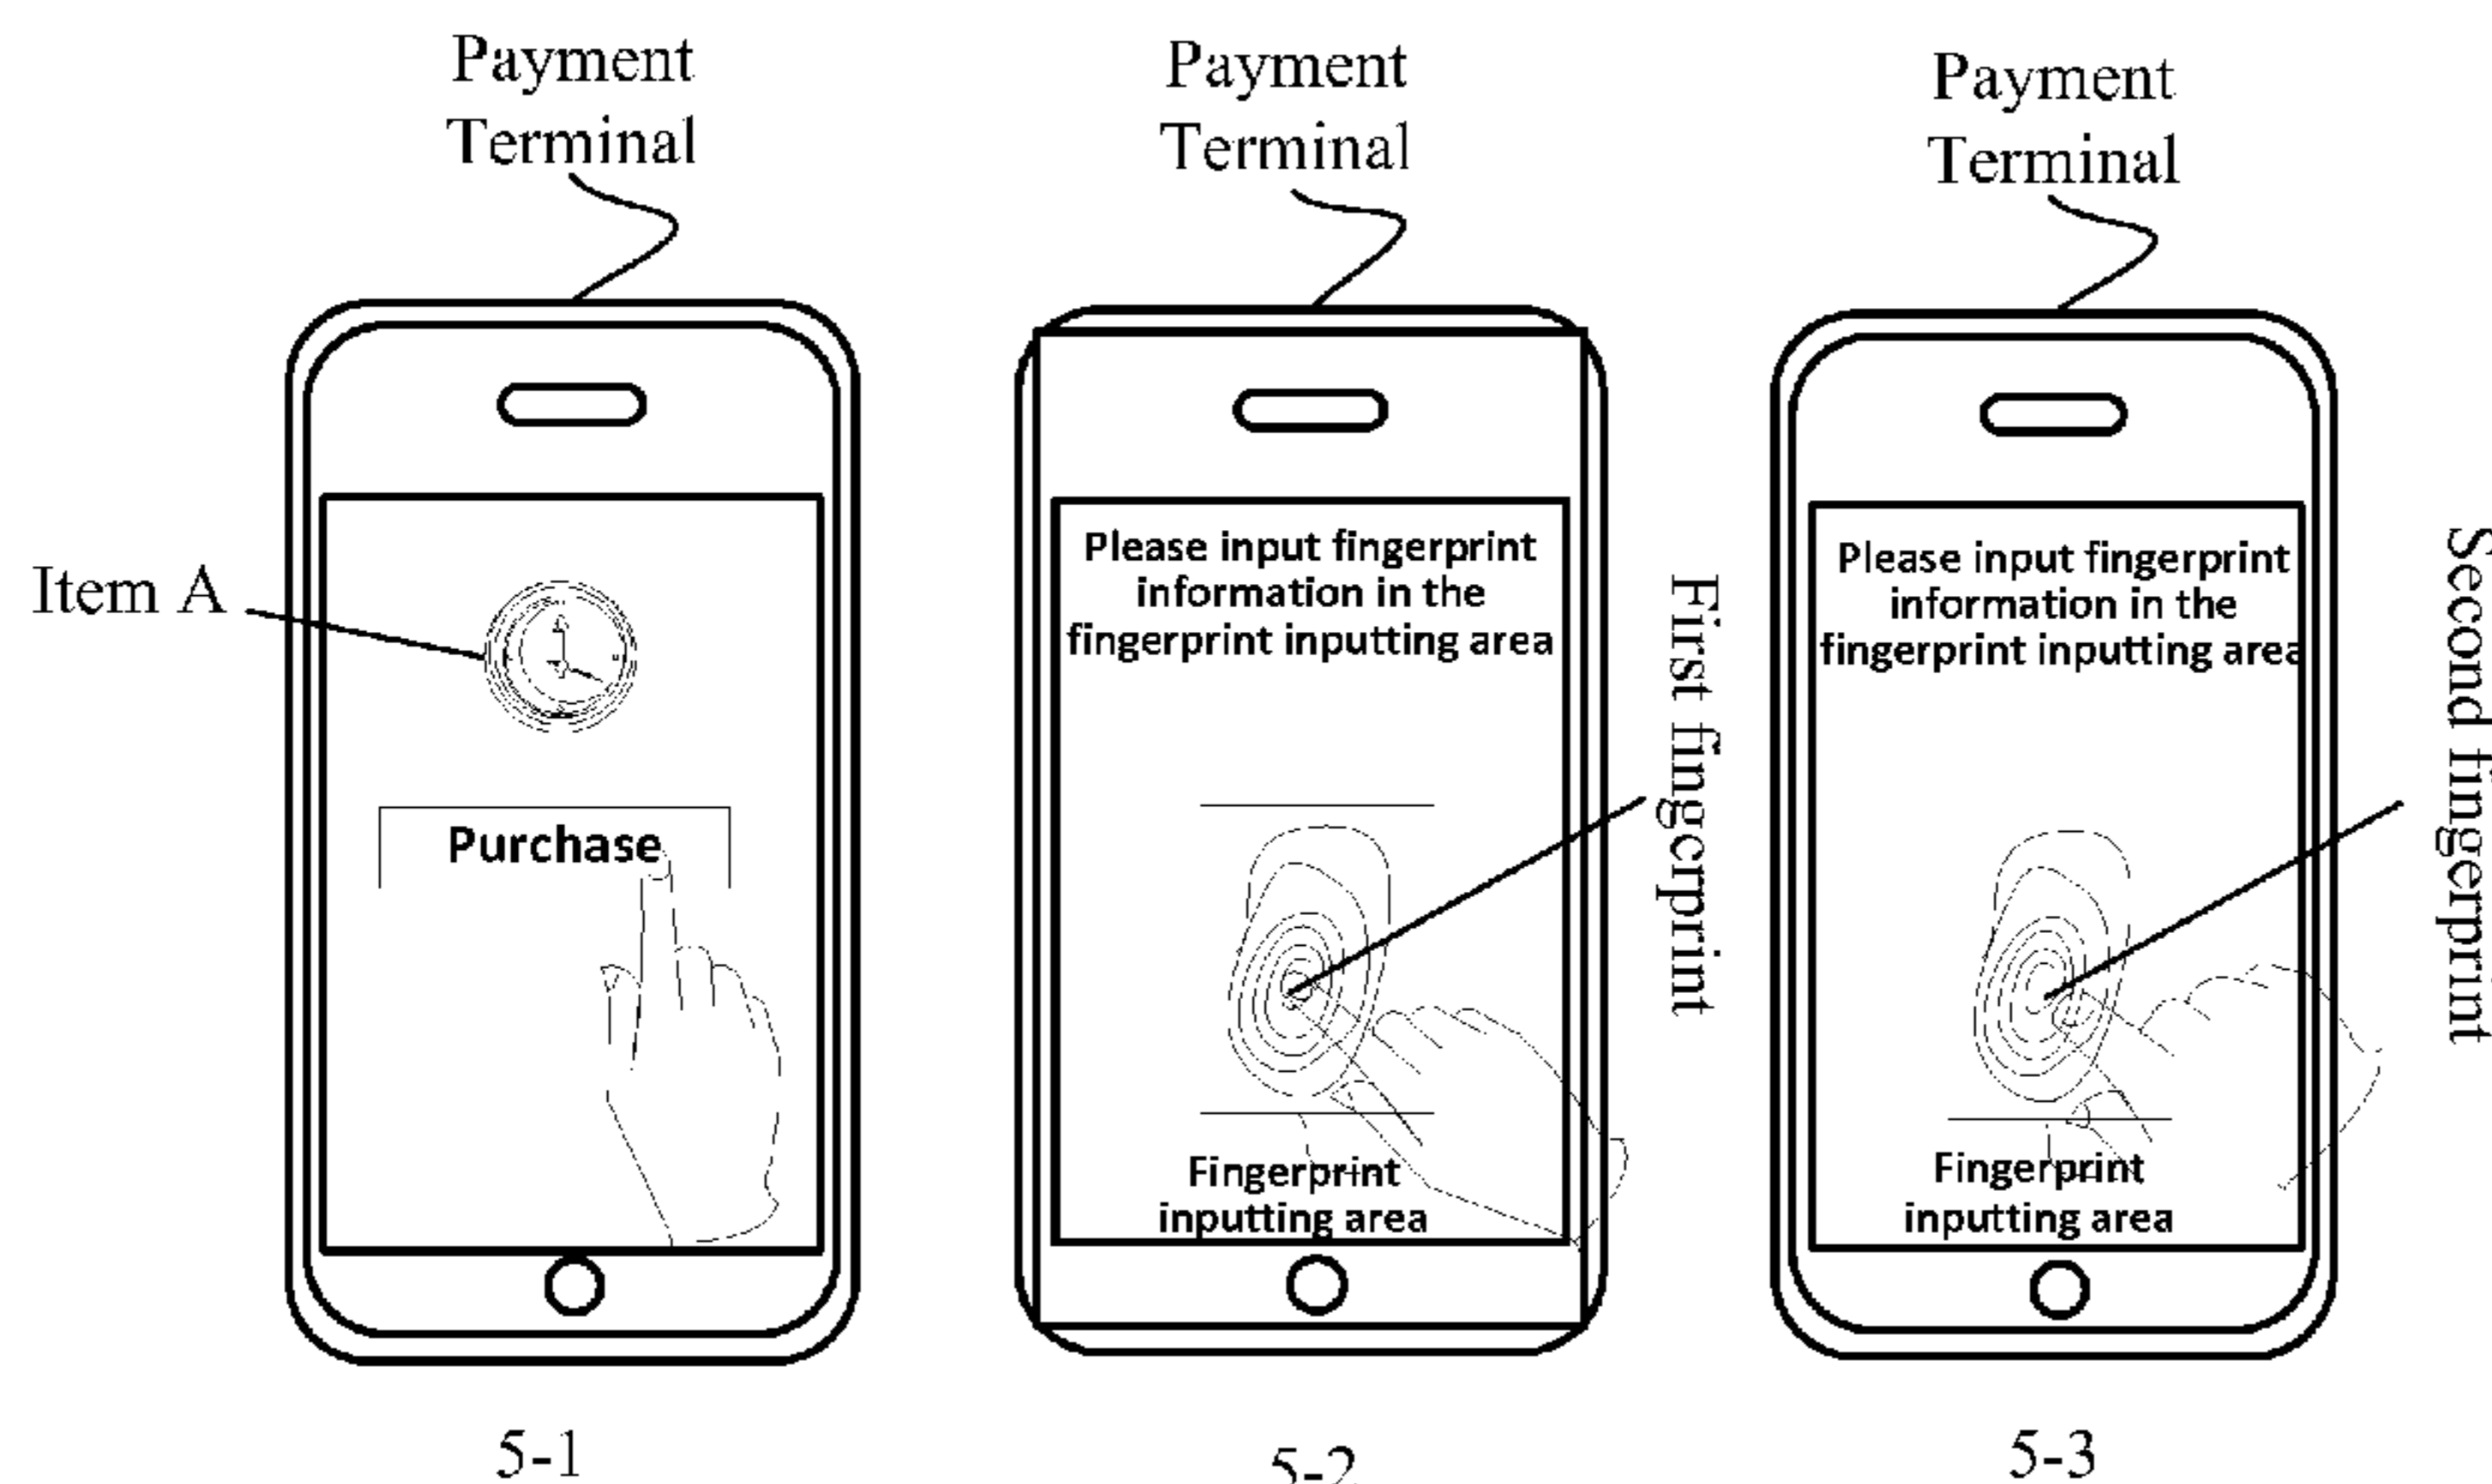 Payment
Terminal
Payment
Terminal
Payment
Terminal
Item A
Purchase
Please input fingerprint
information in the
fingerprint inputting area
First fingerprint
Fingerprint
inputting area
Please input fingerprint
information in the
fingerprint inputting area
Second fingerprint
Fingerprint
inputting area
5-1
5-2
5-3